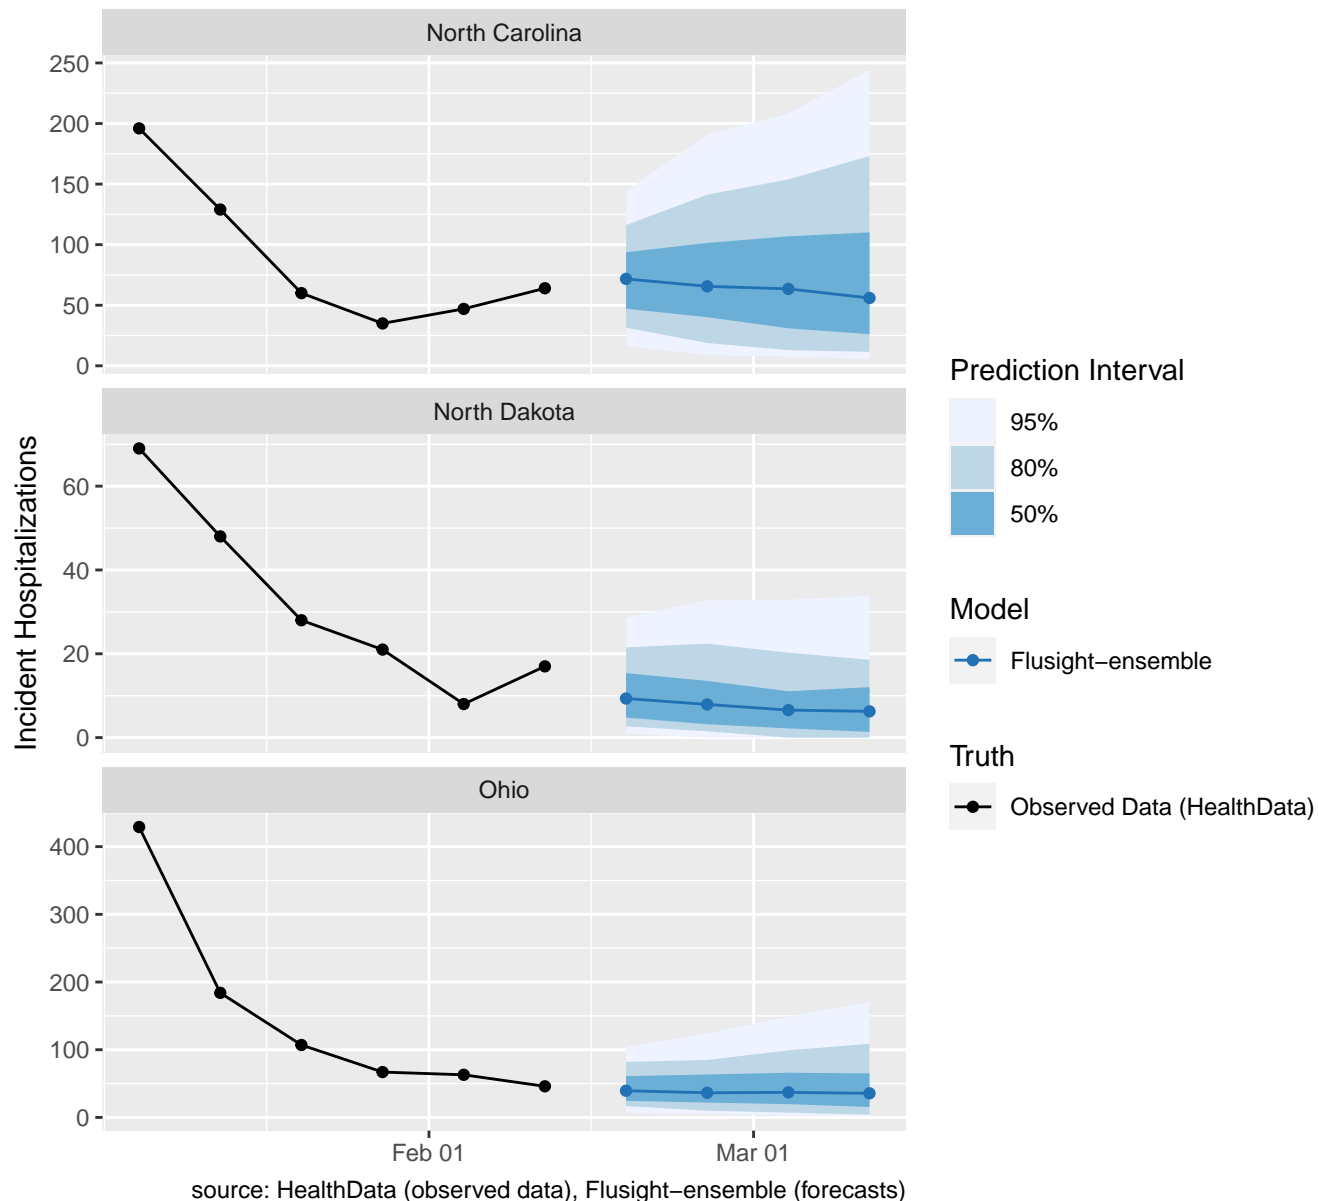 North Carolina
250
200
150
100
50
0
North Dakota
60
40
20
0
Ohio
400
300
200
100
0
Incident Hospitalizations
Feb 01
Mar 01
source: HealthData (observed data), Flusight−ensemble (forecasts)
Prediction Interval
95%
80%
50%
Model
Flusight−ensemble
Truth
Observed Data (HealthData)